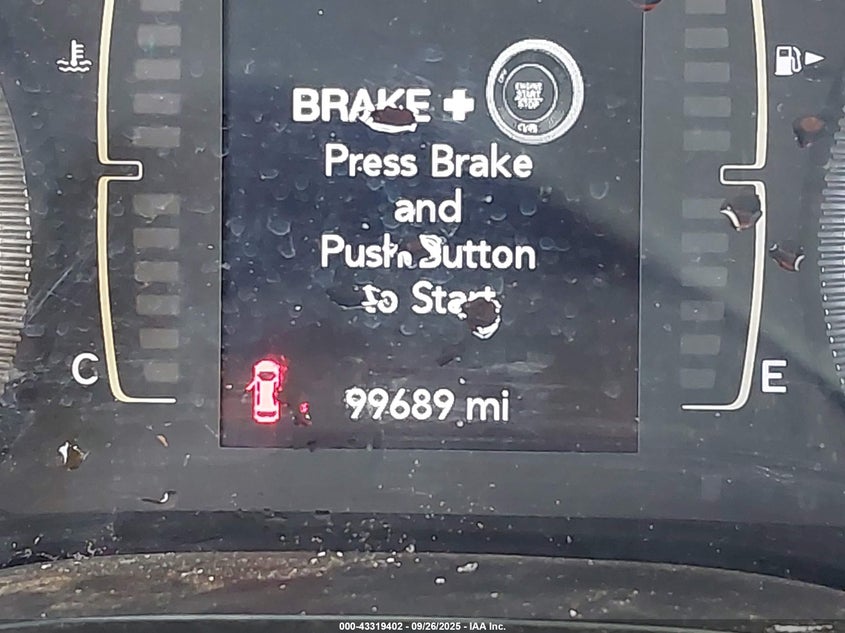 BRAKE +
ENGINE
START
STOP
Press Brake
and
Push Button
to Start
C
E
99689 mi
000-43319402 - 09/26/2025 - IAA Inc.